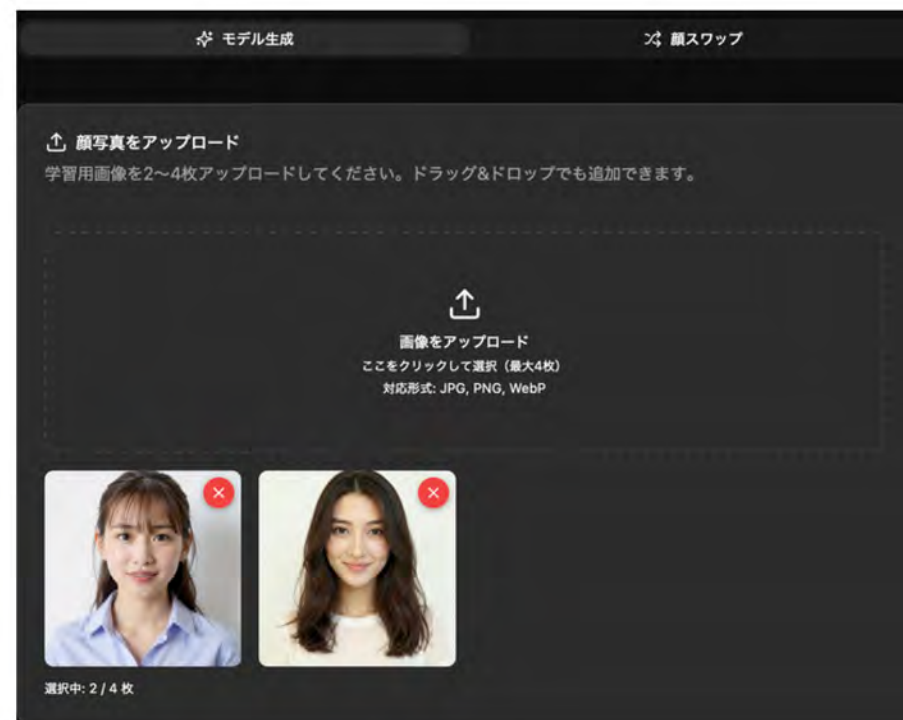 モデル生成
顔スワップ
顔写真をアップロード
学習用画像を2〜4枚アップロードしてください。ドラッグ&ドロップでも追加できます。
画像をアップロード
ここをクリックして選択（最大4枚）
対応形式: JPG, PNG, WebP
選択中: 2 / 4 枚